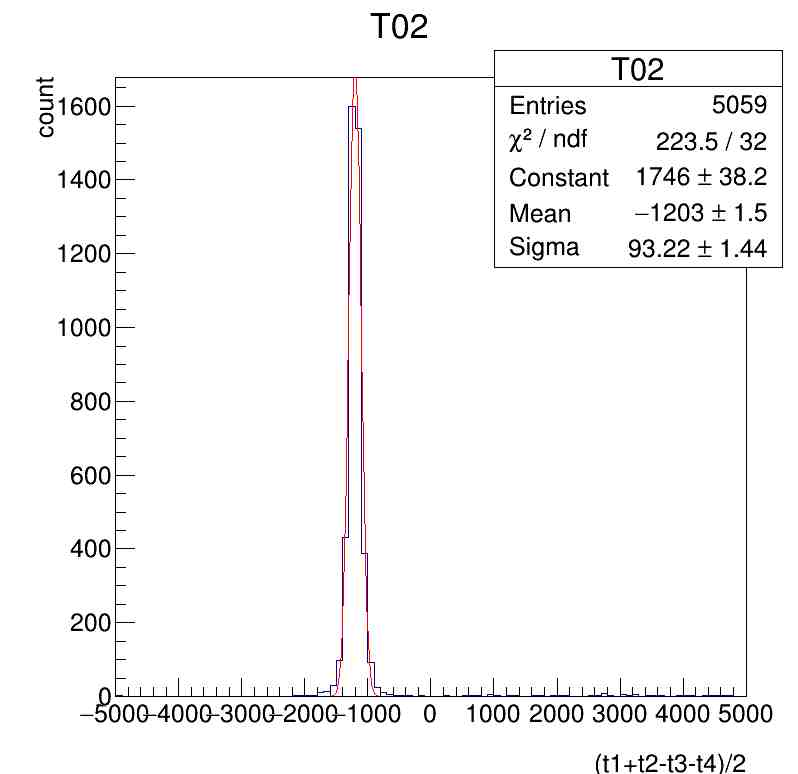 T02
T02
Entries 5059
χ² / ndf 223.5 / 32
Constant 1746 ± 38.2
Mean −1203 ± 1.5
Sigma 93.22 ± 1.44
count
1600
1400
1200
1000
800
600
400
200
0
−5000 −4000 −3000 −2000 −1000 0 1000 2000 3000 4000 5000
(t1+t2-t3-t4)/2